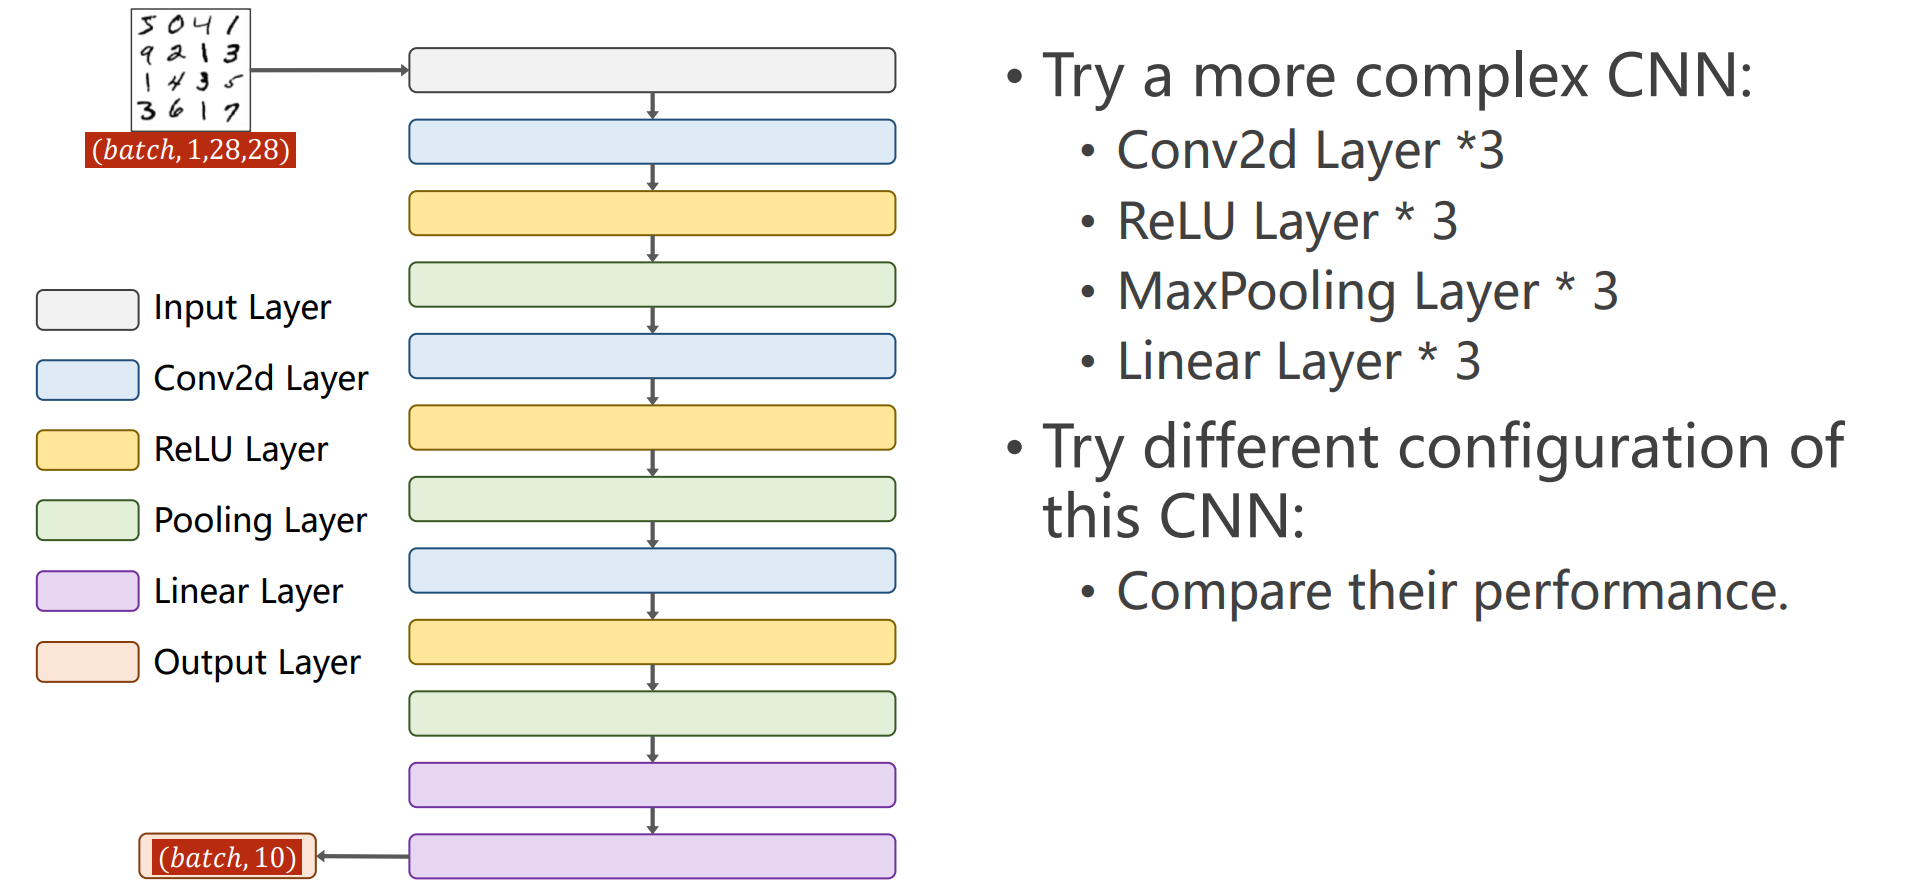 5 0 4 1
9 2 1 3
1 4 3 5
3 6 1 7
(batch, 1,28,28)
Input Layer
Conv2d Layer
ReLU Layer
Pooling Layer
Linear Layer
Output Layer
(batch, 10)
• Try a more complex CNN:
• Conv2d Layer *3
• ReLU Layer * 3
• MaxPooling Layer * 3
• Linear Layer * 3
• Try different configuration of
this CNN:
• Compare their performance.